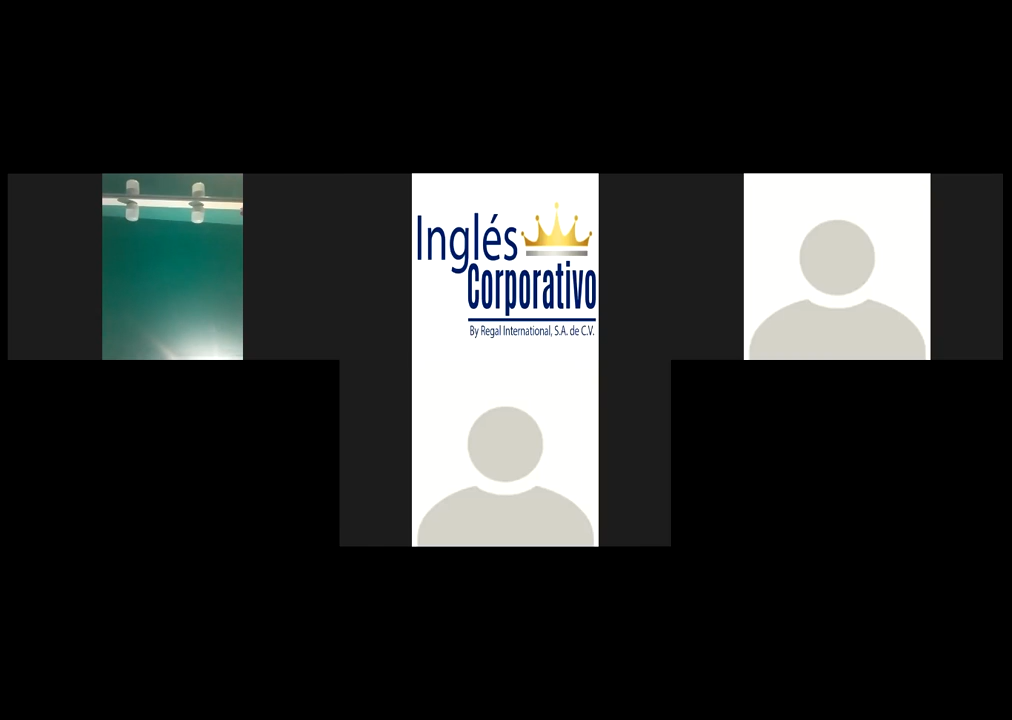 Inglés
Corporativo
By Regal International, S.A. de C.V.